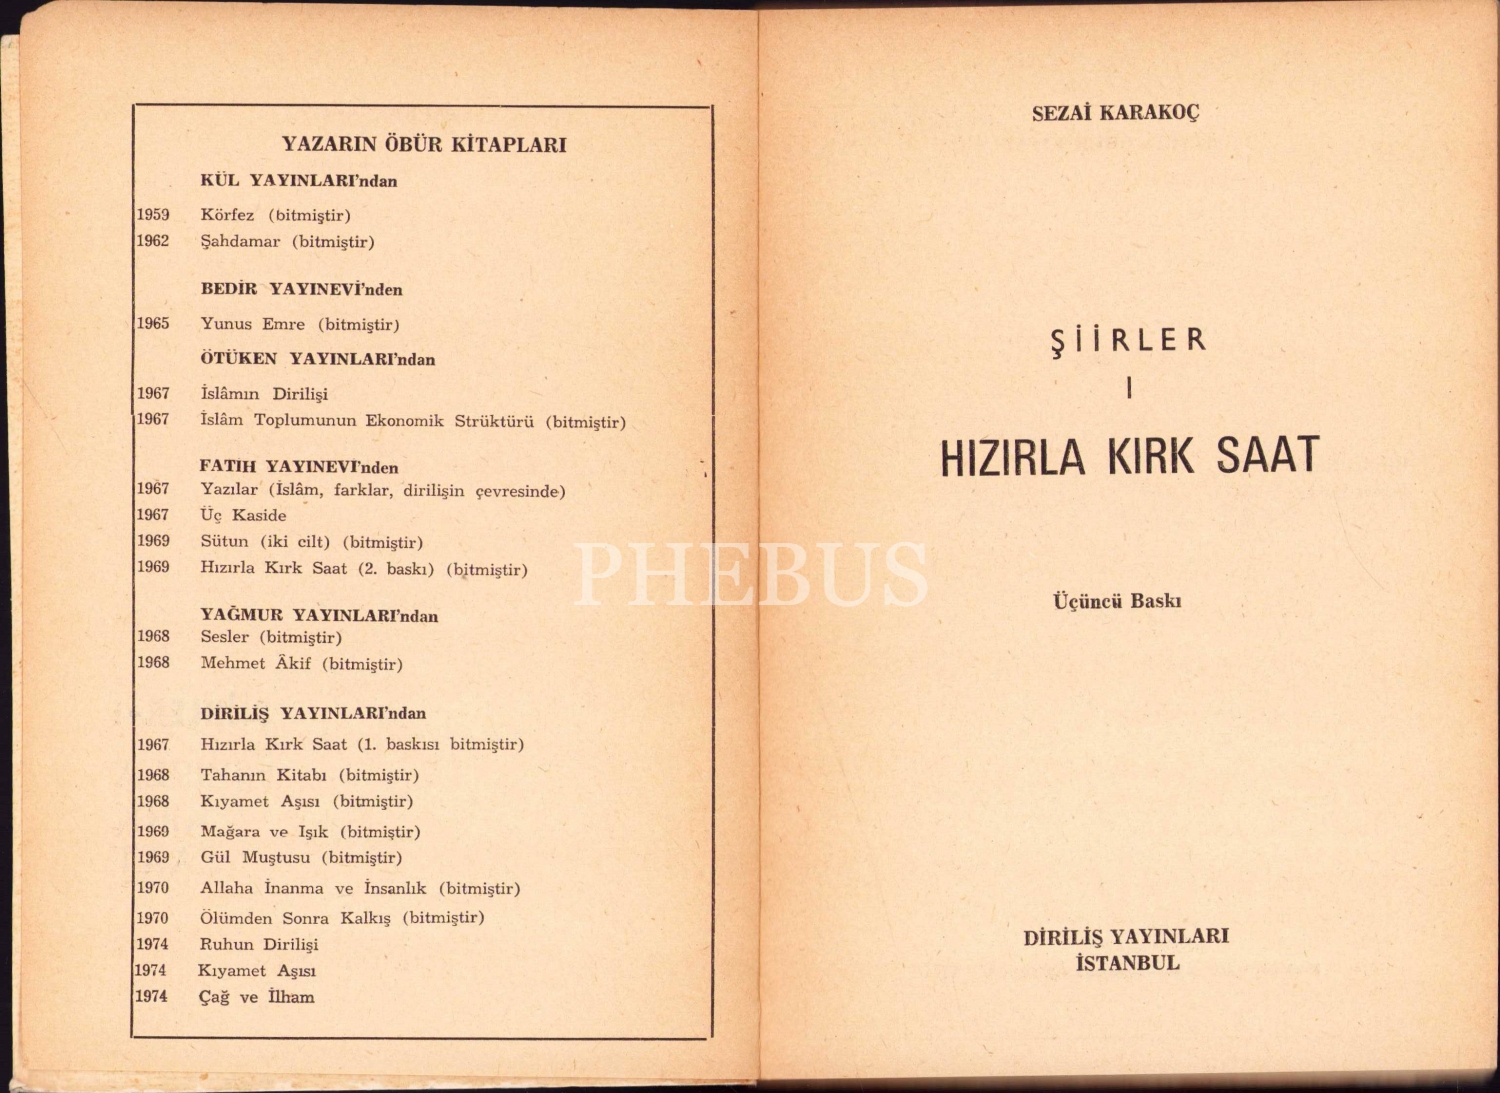 YAZARIN ÖBÜR KİTAPLARI
KÜL YAYINLARI'ndan
1959 Körfez (bitmiştir)
1962 Şahdamar (bitmiştir)
BEDİR YAYINEVİ'nden
1965 Yunus Emre (bitmiştir)
ÖTÜKEN YAYINLARI'ndan
1967 İslâmın Dirilişi
1967 İslâm Toplumunun Ekonomik Strüktürü (bitmiştir)
FATİH YAYINEVİ'nden
1967 Yazılar (İslâm, farklar, dirilişin çevresinde)
1967 Üç Kaside
1969 Sütun (iki cilt) (bitmiştir)
1969 Hızırla Kırk Saat (2. baskı) (bitmiştir)
YAĞMUR YAYINLARI'ndan
1968 Sesler (bitmiştir)
1968 Mehmet Âkif (bitmiştir)
DİRİLİŞ YAYINLARI'ndan
1967 Hızırla Kırk Saat (1. baskısı bitmiştir)
1968 Tahanın Kitabı (bitmiştir)
1968 Kıyamet Aşısı (bitmiştir)
1969 Mağara ve Işık (bitmiştir)
1969 Gül Muştusu (bitmiştir)
1970 Allaha İnanma ve İnsanlık (bitmiştir)
1970 Ölümden Sonra Kalkış (bitmiştir)
1974 Ruhun Dirilişi
1974 Kıyamet Aşısı
1974 Çağ ve İlham
SEZAİ KARAKOÇ
ŞİİRLER
I
HIZIRLA KIRK SAAT
Üçüncü Baskı
DİRİLİŞ YAYINLARI
İSTANBUL
PHEBUS